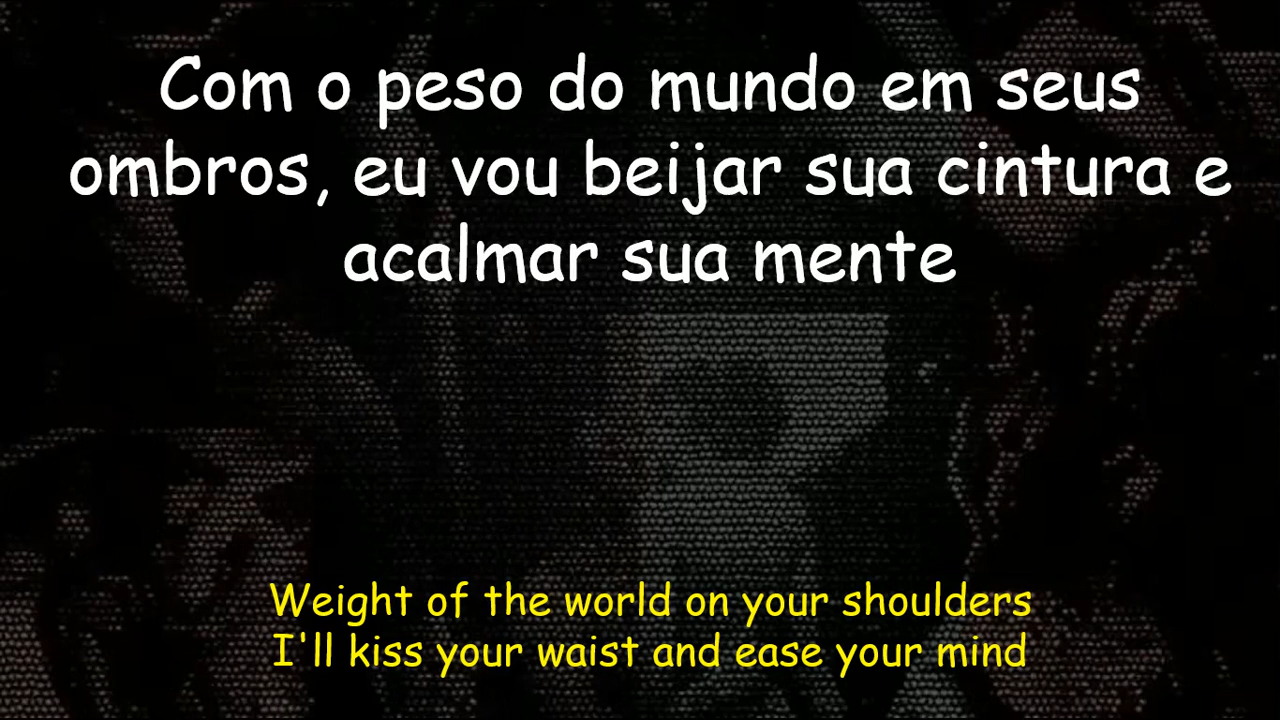 Com o peso do mundo em seus
ombros, eu vou beijar sua cintura e
acalmar sua mente
Weight of the world on your shoulders
I'll kiss your waist and ease your mind